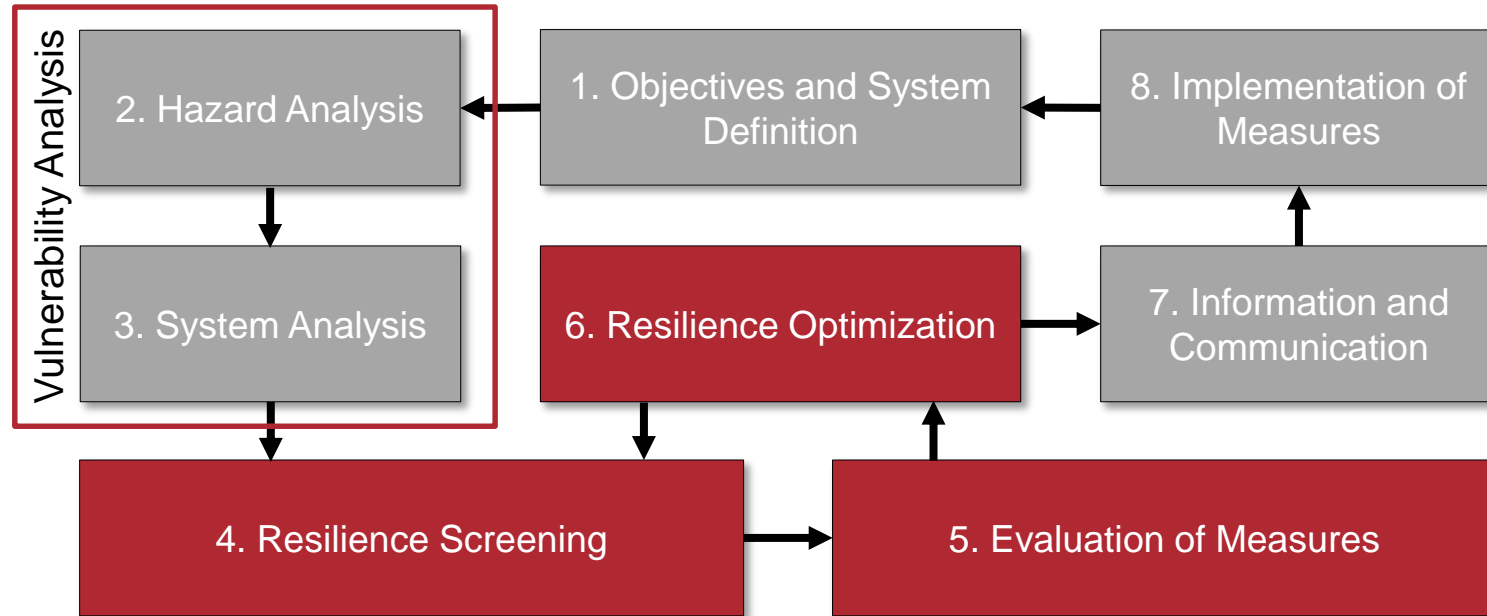 Vulnerability Analysis
2. Hazard Analysis
1. Objectives and System
Definition
8. Implementation of
Measures
3. System Analysis
6. Resilience Optimization
7. Information and
Communication
4. Resilience Screening
5. Evaluation of Measures